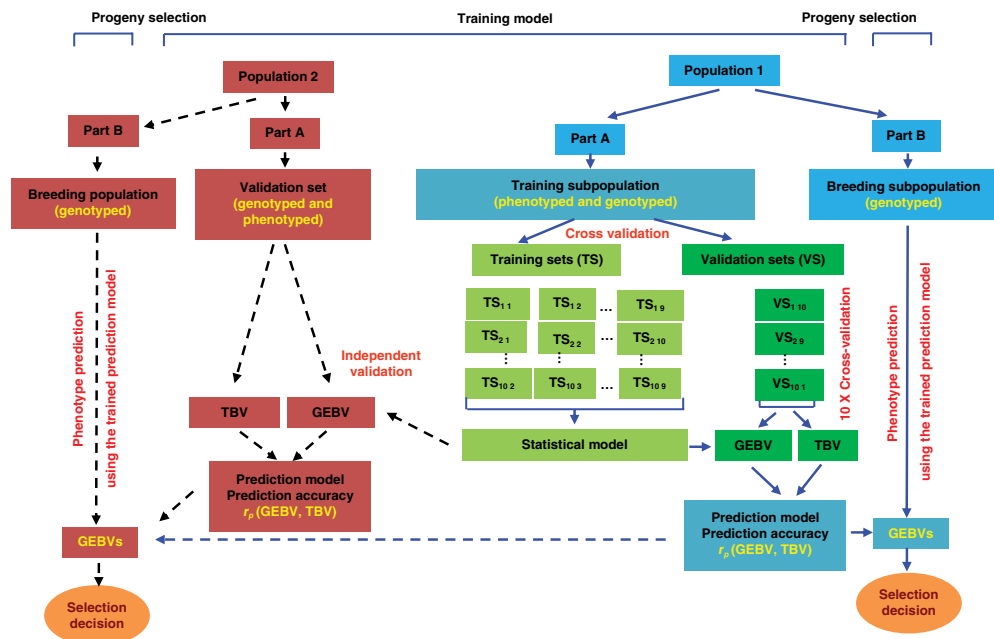 Progeny selection
Training model
Progeny selection
Population 2
Population 1
Part B
Part A
Part A
Part B
Breeding population
(genotyped)
Validation set
(genotyped and
phenotyped)
Training subpopulation
(phenotyped and genotyped)
Breeding subpopulation
(genotyped)
Cross validation
Training sets (TS)
Validation sets (VS)
TS1 1
TS1 2
...
TS1 9
TS2 1
TS2 2
...
TS2 10
TS10 2
TS10 3
...
TS10 9
VS1 10
VS2 9
VS10 1
10 X Cross-validation
Phenotype prediction
using the trained prediction model
Independent
validation
Phenotype prediction
using the trained prediction model
TBV
GEBV
Statistical model
GEBV
TBV
Prediction model
Prediction accuracy
rp (GEBV, TBV)
Prediction model
Prediction accuracy
rp (GEBV, TBV)
GEBVs
GEBVs
Selection
decision
Selection
decision